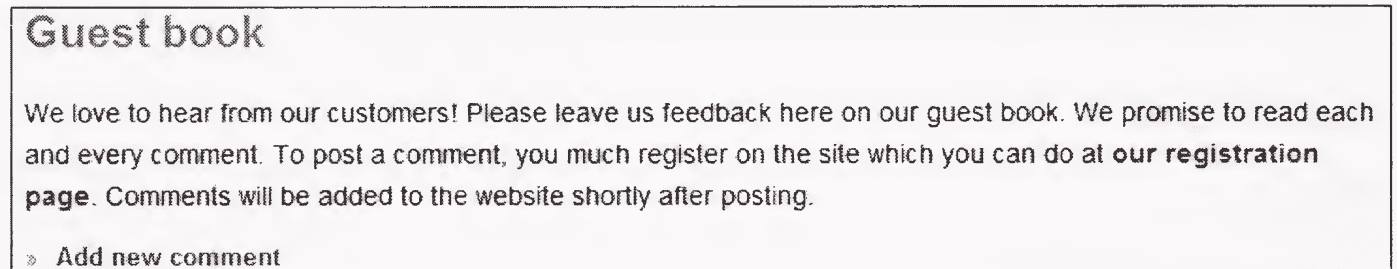 Guest book
We love to hear from our customers! Please leave us feedback here on our guest book. We promise to read each
and every comment. To post a comment, you much register on the site which you can do at our registration
page. Comments will be added to the website shortly after posting.
» Add new comment